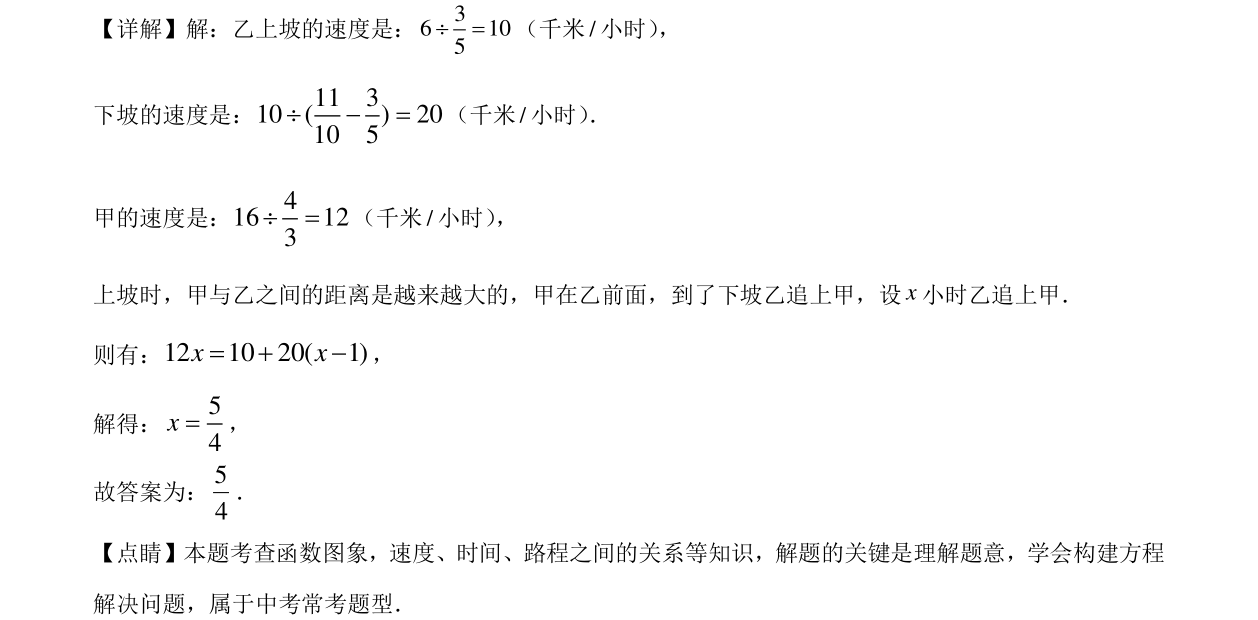 【详解】解：乙上坡的速度是：6÷3/5=10（千米/小时），
下坡的速度是：10÷(11/10−3/5)=20（千米/小时）．
甲的速度是：16÷4/3=12（千米/小时），
上坡时，甲与乙之间的距离是越来越大的，甲在乙前面，到了下坡乙追上甲，设x小时乙追上甲．
则有：12x=10+20(x−1)，
解得：x=5/4，
故答案为：5/4．
【点睛】本题考查函数图象，速度、时间、路程之间的关系等知识，解题的关键是理解题意，学会构建方程
解决问题，属于中考常考题型．